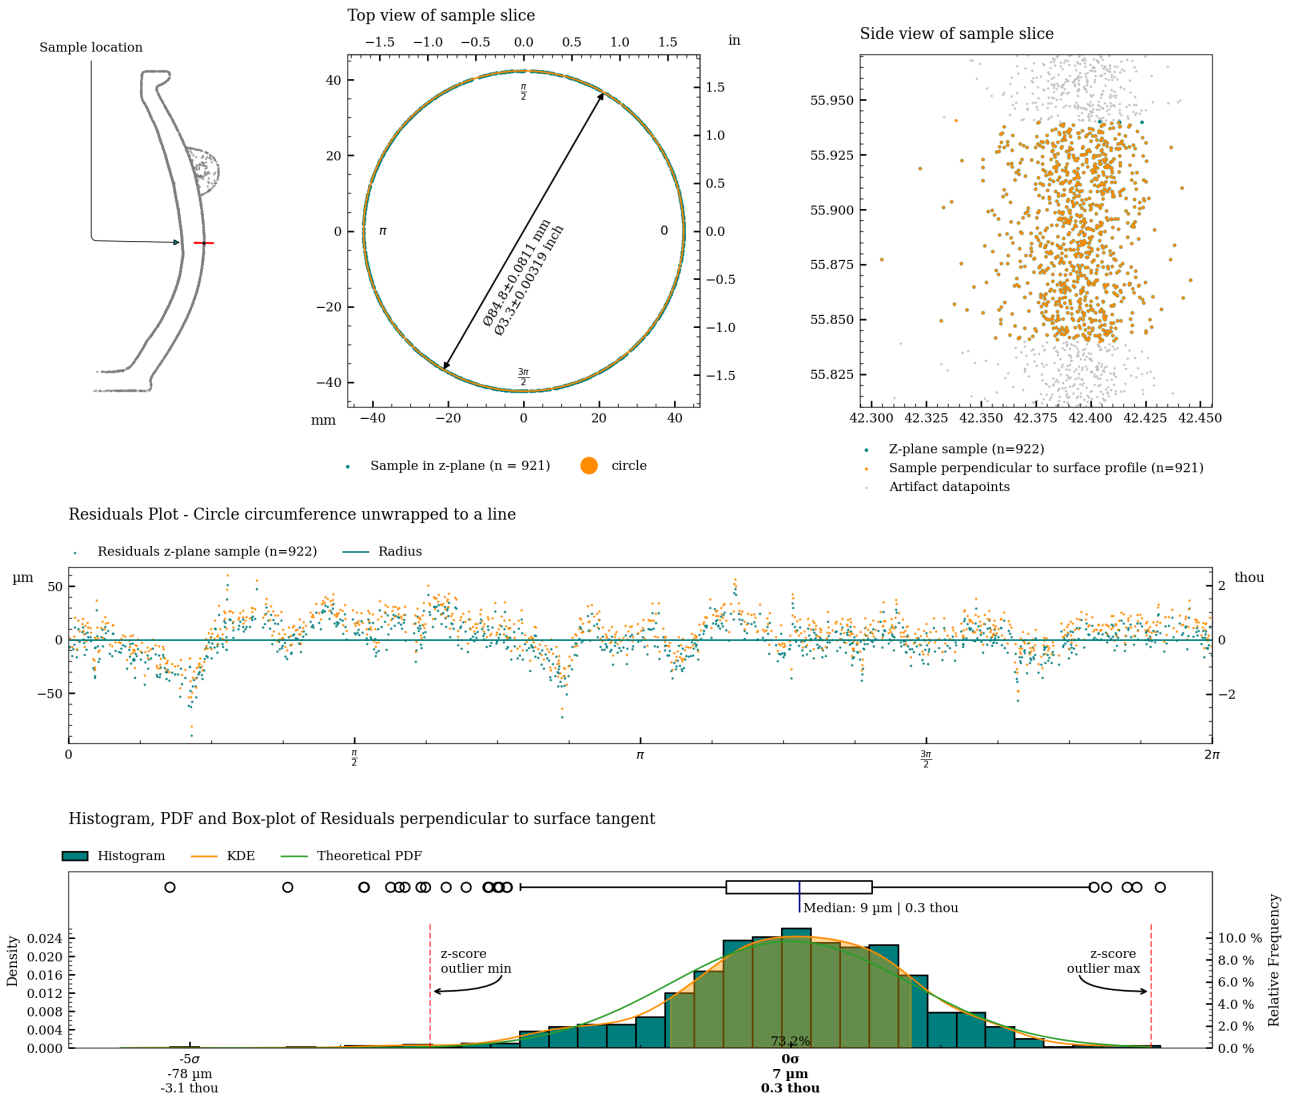 Sample location
Top view of sample slice
−1.5 −1.0 −0.5 0.0 0.5 1.0 1.5 in
40
20
0
−20
−40
mm
1.5
1.0
0.5
0.0
−0.5
−1.0
−1.5
π/2
π
0
3π/2
Ø84.8±0.0811 mm
Ø3.3±0.00319 inch
−40 −20 0 20 40
Sample in z-plane (n = 921) circle
Side view of sample slice
55.950
55.925
55.900
55.875
55.850
55.825
42.300 42.325 42.350 42.375 42.400 42.425 42.450
Z-plane sample (n=922)
Sample perpendicular to surface profile (n=921)
Artifact datapoints
Residuals Plot - Circle circumference unwrapped to a line
Residuals z-plane sample (n=922) Radius
µm
50
0
−50
thou
2
0
−2
0 π/2 π 3π/2 2π
Histogram, PDF and Box-plot of Residuals perpendicular to surface tangent
Histogram KDE Theoretical PDF
Median: 9 µm | 0.3 thou
Density
0.024
0.020
0.016
0.012
0.008
0.004
0.000
z-score
outlier min
z-score
outlier max
73.2%
10.0 %
8.0 %
6.0 %
4.0 %
2.0 %
0.0 %
Relative Frequency
-5σ
-78 µm
-3.1 thou
0σ
7 µm
0.3 thou